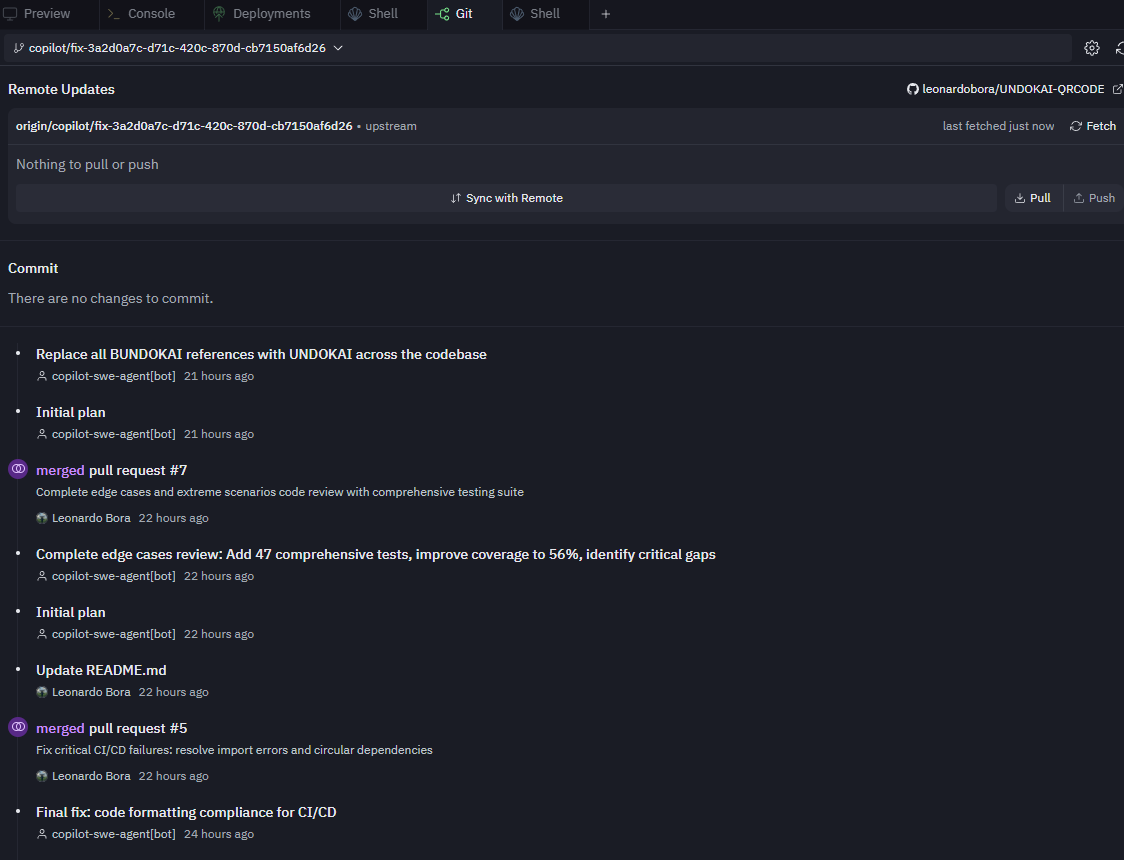 Preview
Console
Deployments
Shell
Git
Shell
copilot/fix-3a2d0a7c-d71c-420c-870d-cb7150af6d26
Remote Updates
leonardobora/UNDOKAI-QRCODE
origin/copilot/fix-3a2d0a7c-d71c-420c-870d-cb7150af6d26 • upstream
last fetched just now
Fetch
Nothing to pull or push
Sync with Remote
Pull
Push
Commit
There are no changes to commit.
Replace all BUNDOKAI references with UNDOKAI across the codebase
copilot-swe-agent[bot] 21 hours ago
Initial plan
copilot-swe-agent[bot] 21 hours ago
merged pull request #7
Complete edge cases and extreme scenarios code review with comprehensive testing suite
Leonardo Bora 22 hours ago
Complete edge cases review: Add 47 comprehensive tests, improve coverage to 56%, identify critical gaps
copilot-swe-agent[bot] 22 hours ago
Initial plan
copilot-swe-agent[bot] 22 hours ago
Update README.md
Leonardo Bora 22 hours ago
merged pull request #5
Fix critical CI/CD failures: resolve import errors and circular dependencies
Leonardo Bora 22 hours ago
Final fix: code formatting compliance for CI/CD
copilot-swe-agent[bot] 24 hours ago